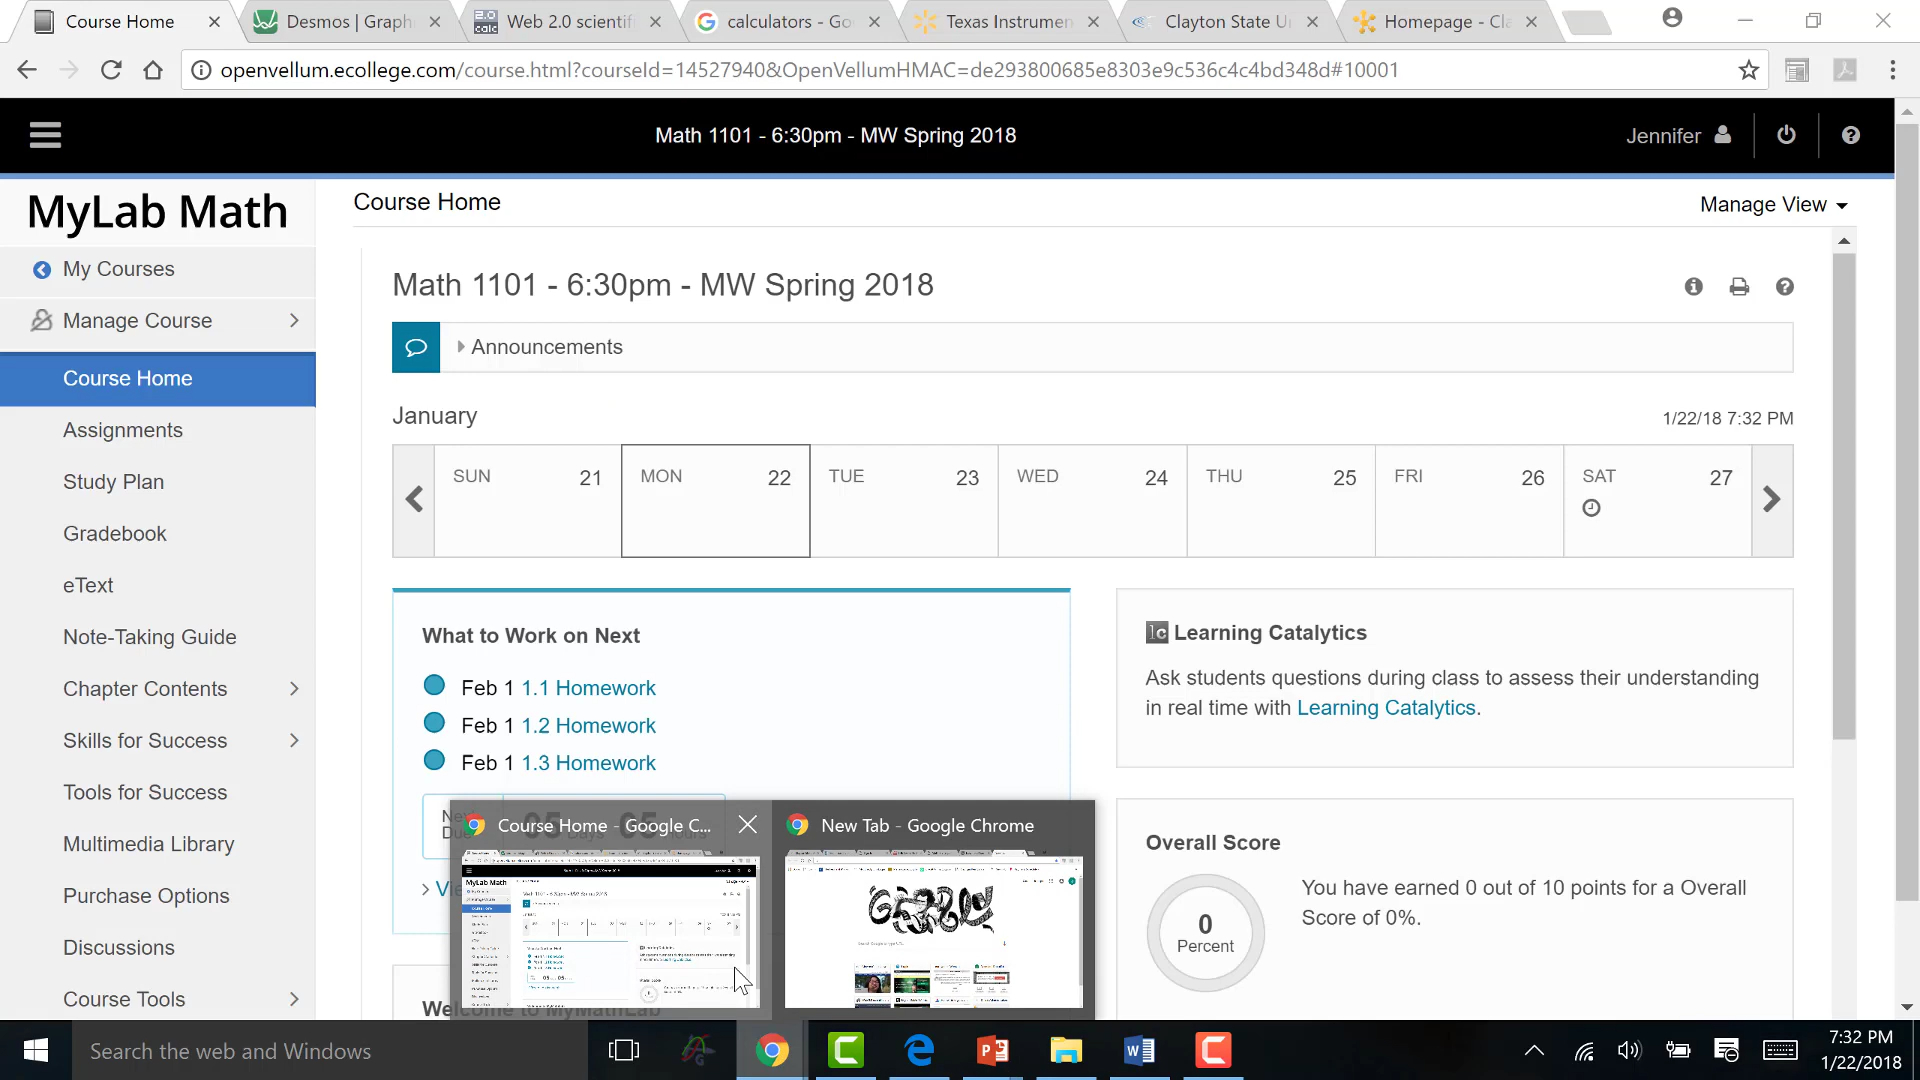 Course Home
Desmos | Graph
Web 2.0 scientif
calculators - Go
Texas Instrumen
Clayton State U
Homepage - Cl
openvellum.ecollege.com/course.html?courseId=14527940&OpenVellumHMAC=de293800685e8303e9c536c4c4bd348d#10001
Math 1101 - 6:30pm - MW Spring 2018
Jennifer
MyLab Math
My Courses
Manage Course
Course Home
Assignments
Study Plan
Gradebook
eText
Note-Taking Guide
Chapter Contents
Skills for Success
Tools for Success
Multimedia Library
Purchase Options
Discussions
Course Tools
Course Home
Manage View
Math 1101 - 6:30pm - MW Spring 2018
Announcements
January
1/22/18 7:32 PM
SUN 21
MON 22
TUE 23
WED 24
THU 25
FRI 26
SAT 27
What to Work on Next
Feb 1 1.1 Homework
Feb 1 1.2 Homework
Feb 1 1.3 Homework
lc Learning Catalytics
Ask students questions during class to assess their understanding
in real time with Learning Catalytics.
Overall Score
0
Percent
You have earned 0 out of 10 points for a Overall
Score of 0%.
Course Home - Google C...
New Tab - Google Chrome
MyLab Math
Welcome to MyMathLab
Search the web and Windows
7:32 PM
1/22/2018